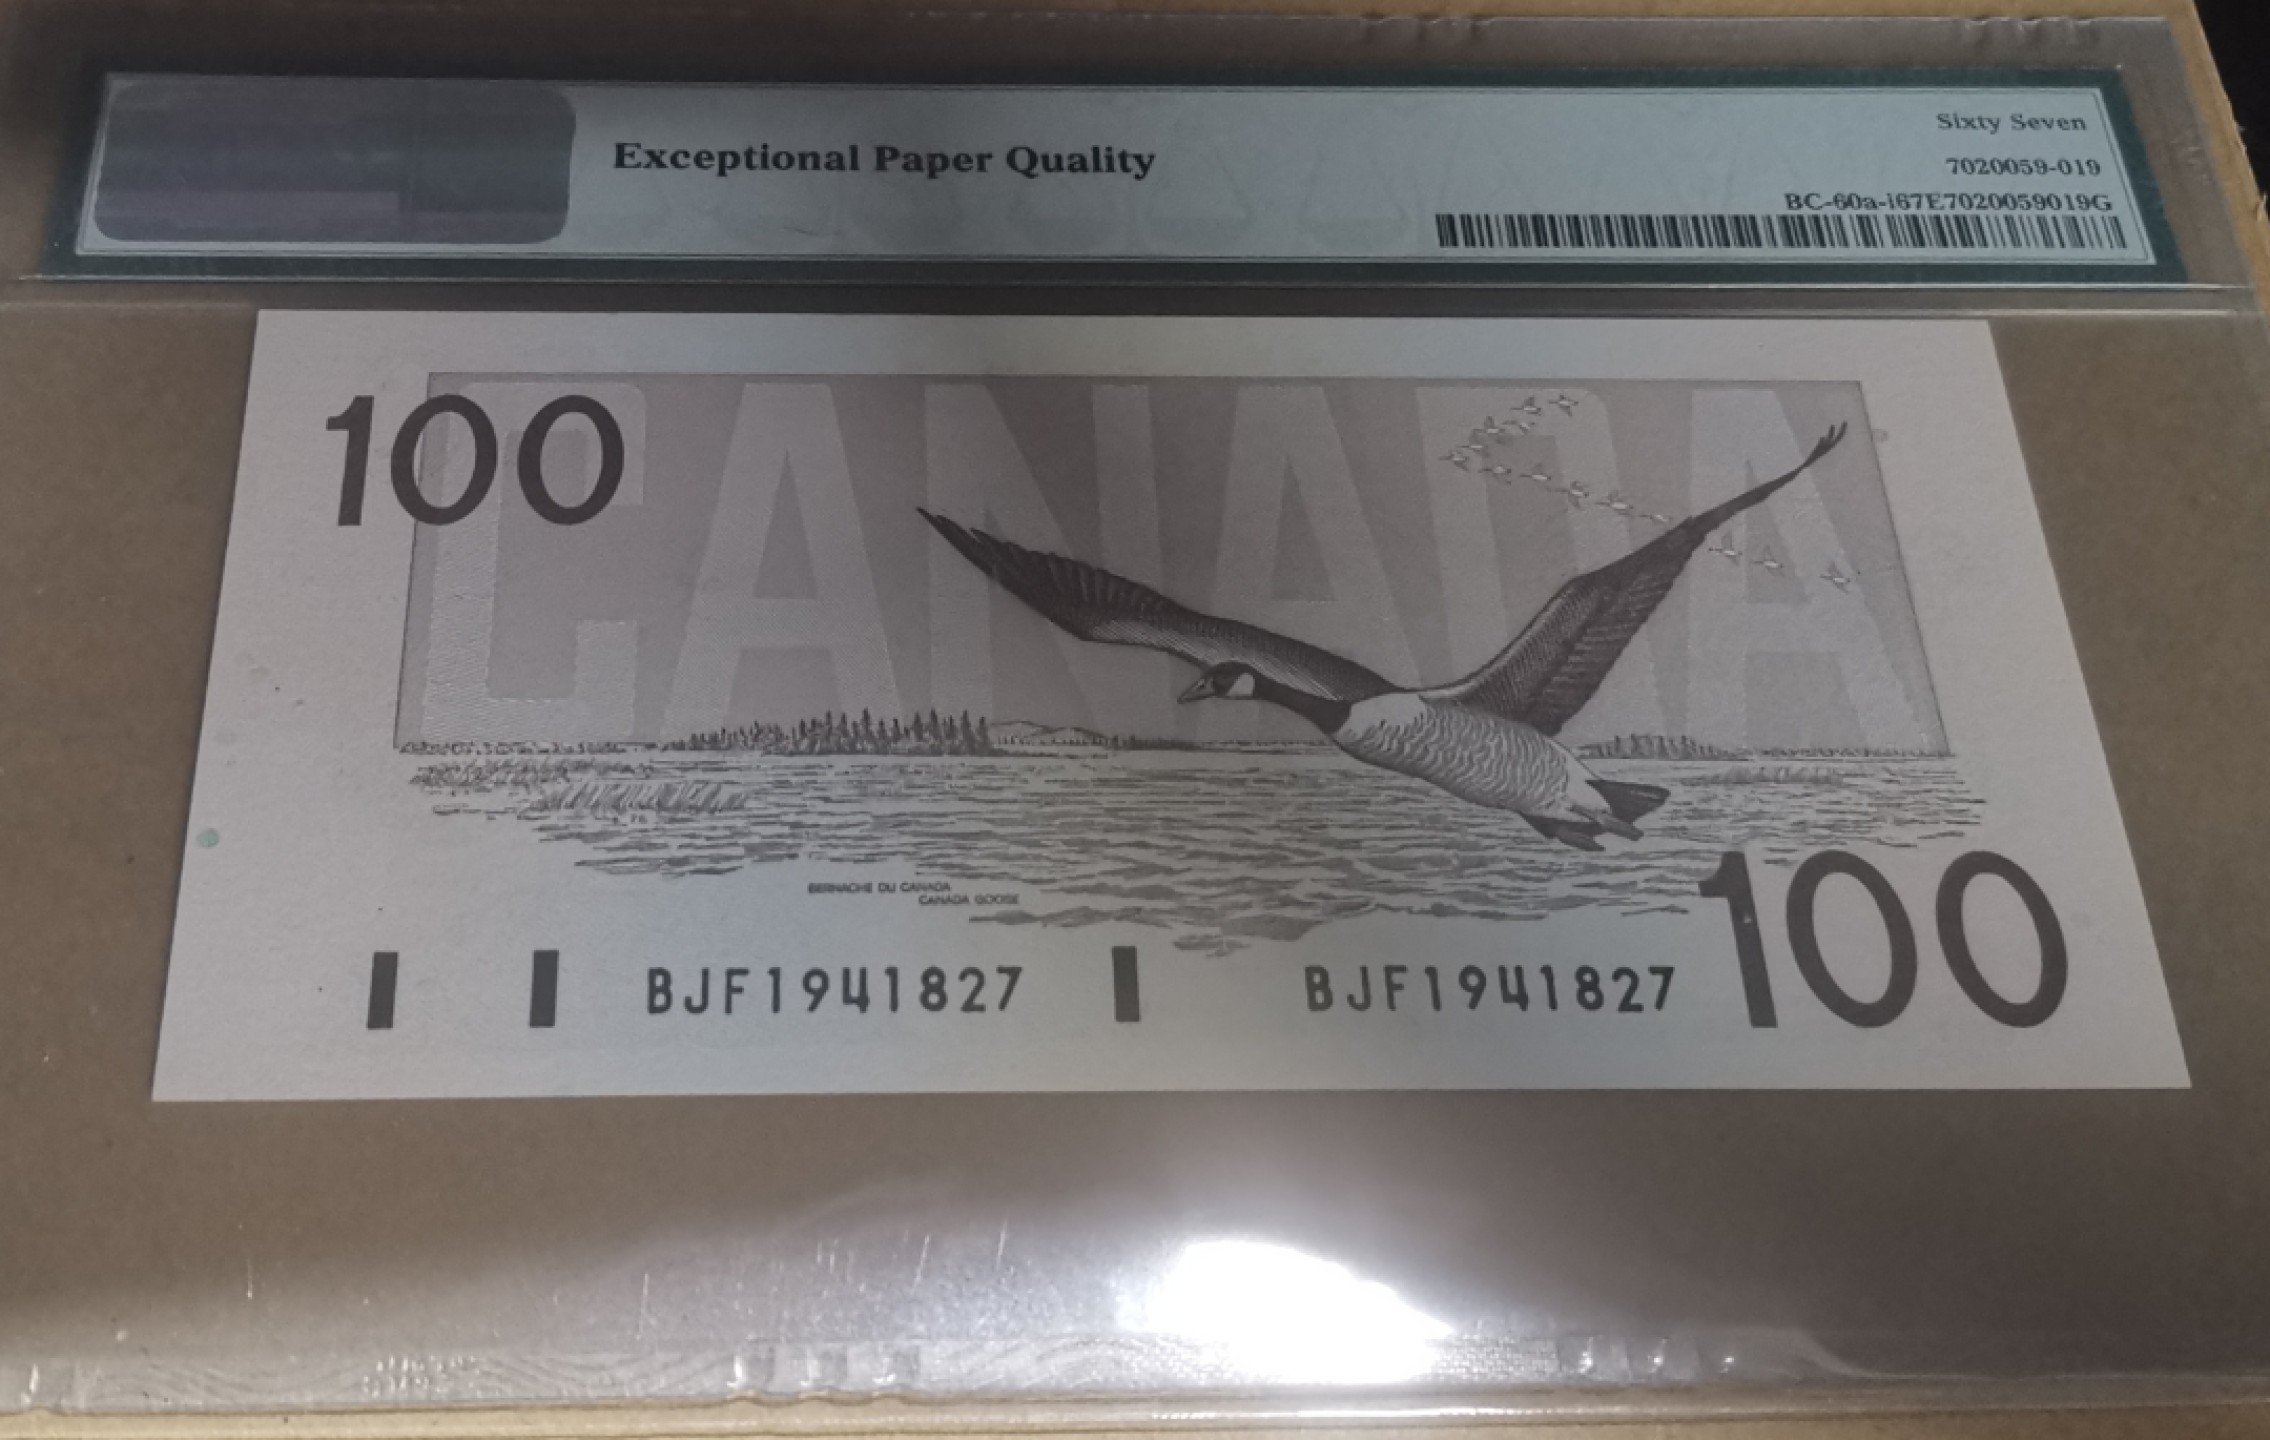 Exceptional Paper Quality
Sixty Seven
7020059-019
BC-60a-i67E7020059019G
100
CANADA
BERNACHE DU CANADA
CANADA GOOSE
BJF1941827
BJF1941827
100